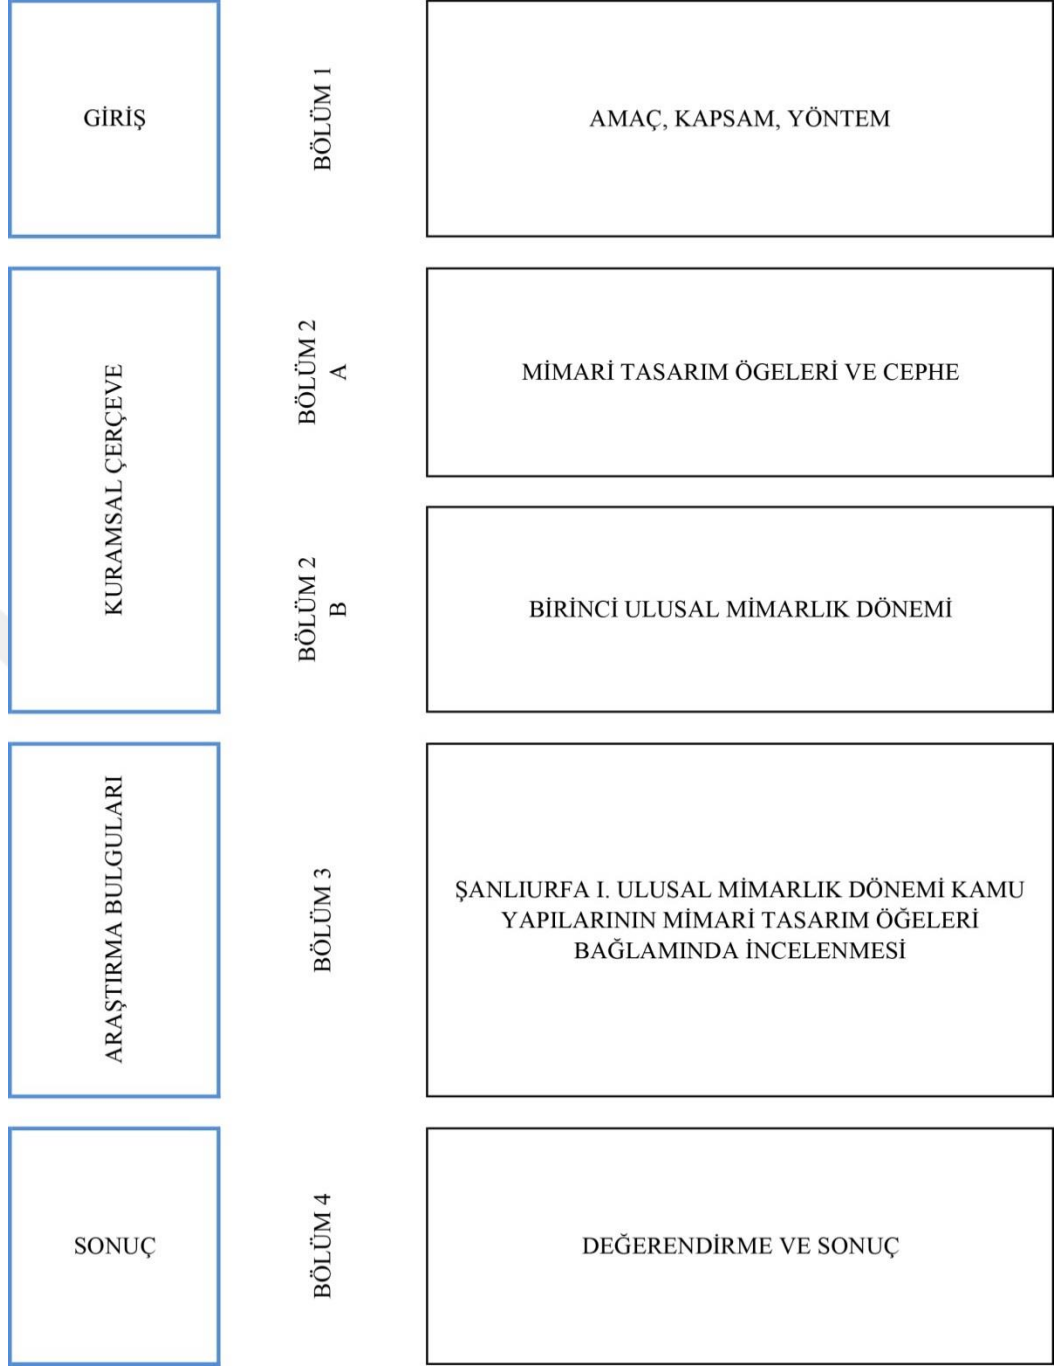 GİRİŞ
BÖLÜM 1
AMAÇ, KAPSAM, YÖNTEM
KURAMSAL ÇERÇEVE
BÖLÜM 2
A
MİMARİ TASARIM ÖGELERİ VE CEPHE
BÖLÜM 2
B
BİRİNCİ ULUSAL MİMARLIK DÖNEMİ
ARAŞTIRMA BULGULARI
BÖLÜM 3
ŞANLIURFA I. ULUSAL MİMARLIK DÖNEMİ KAMU
YAPILARININ MİMARİ TASARIM ÖĞELERİ
BAĞLAMINDA İNCELENMESİ
SONUÇ
BÖLÜM 4
DEĞERENDİRME VE SONUÇ